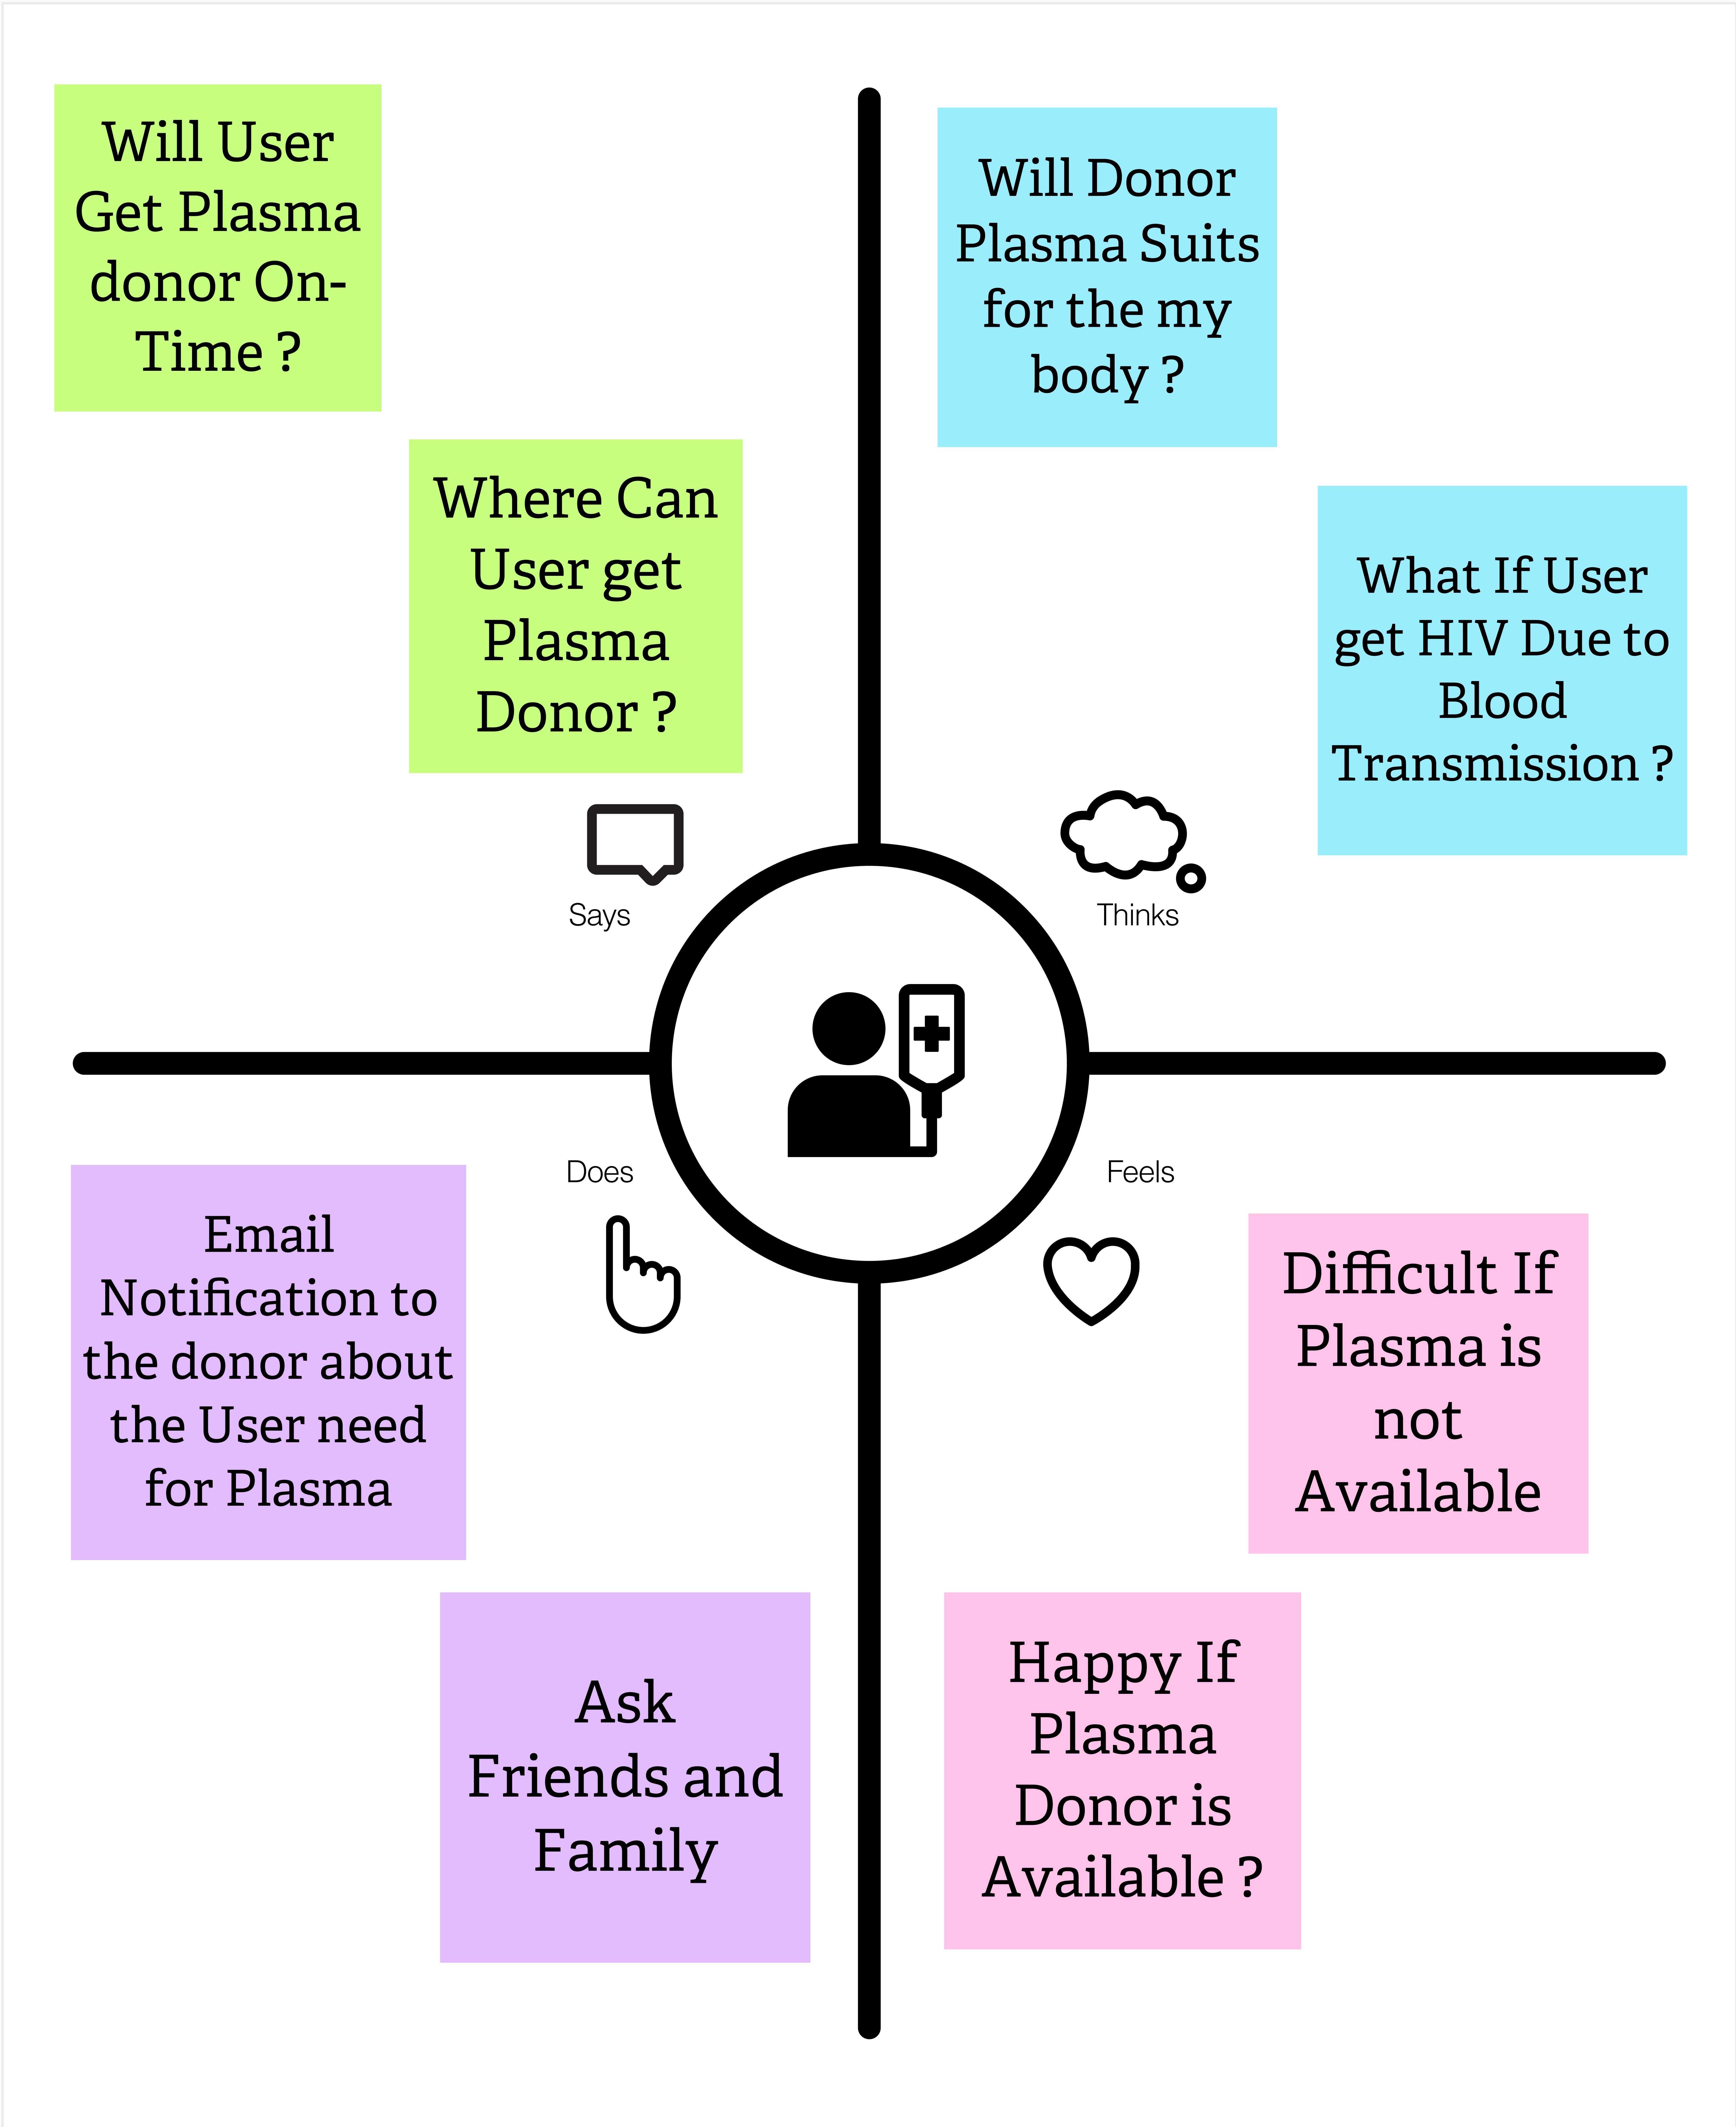 Will User
Get Plasma
donor On-
Time ?
Where Can
User get
Plasma
Donor ?
Says
Will Donor
Plasma Suits
for the my
body ?
What If User
get HIV Due to
Blood
Transmission ?
Thinks
Does
Email
Notification to
the donor about
the User need
for Plasma
Ask
Friends and
Family
Feels
Difficult If
Plasma is
not
Available
Happy If
Plasma
Donor is
Available ?